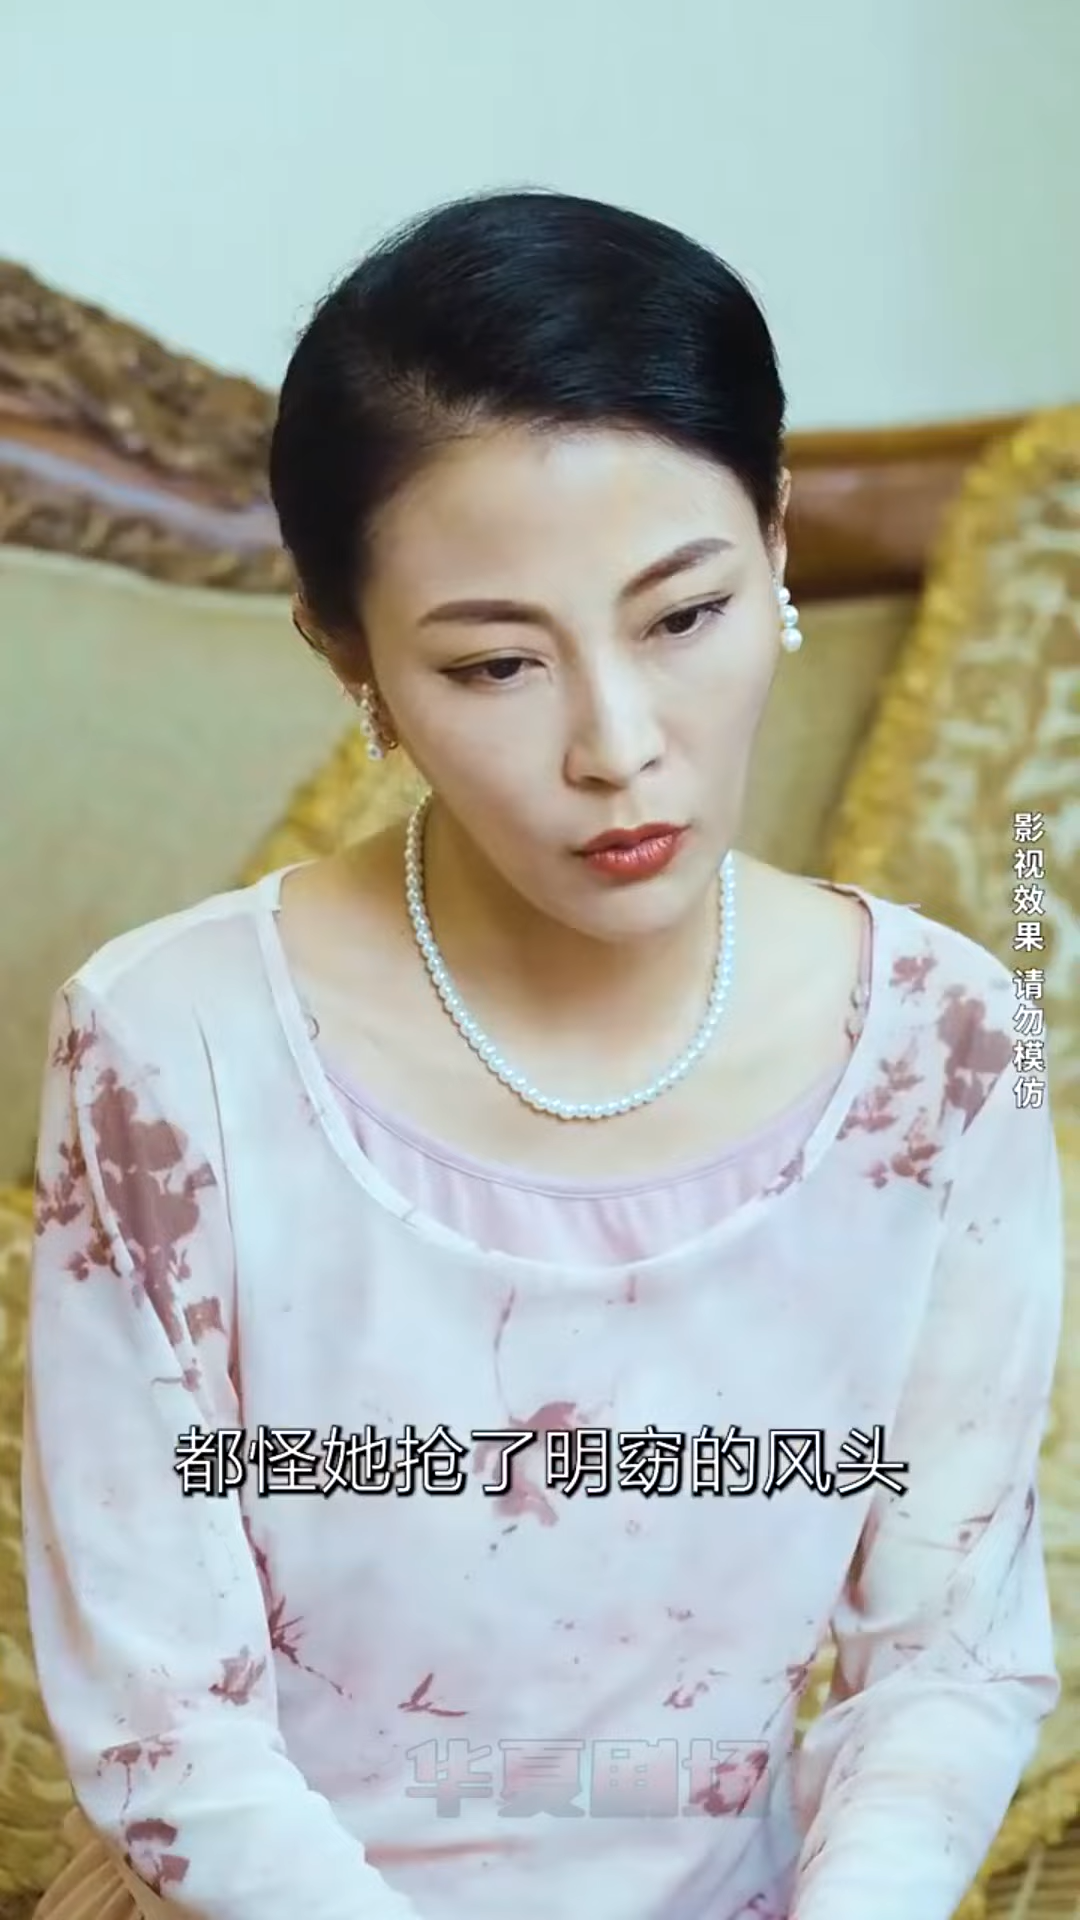 影视效果 请勿模仿
都怪她抢了明窈的风头
华夏剧场